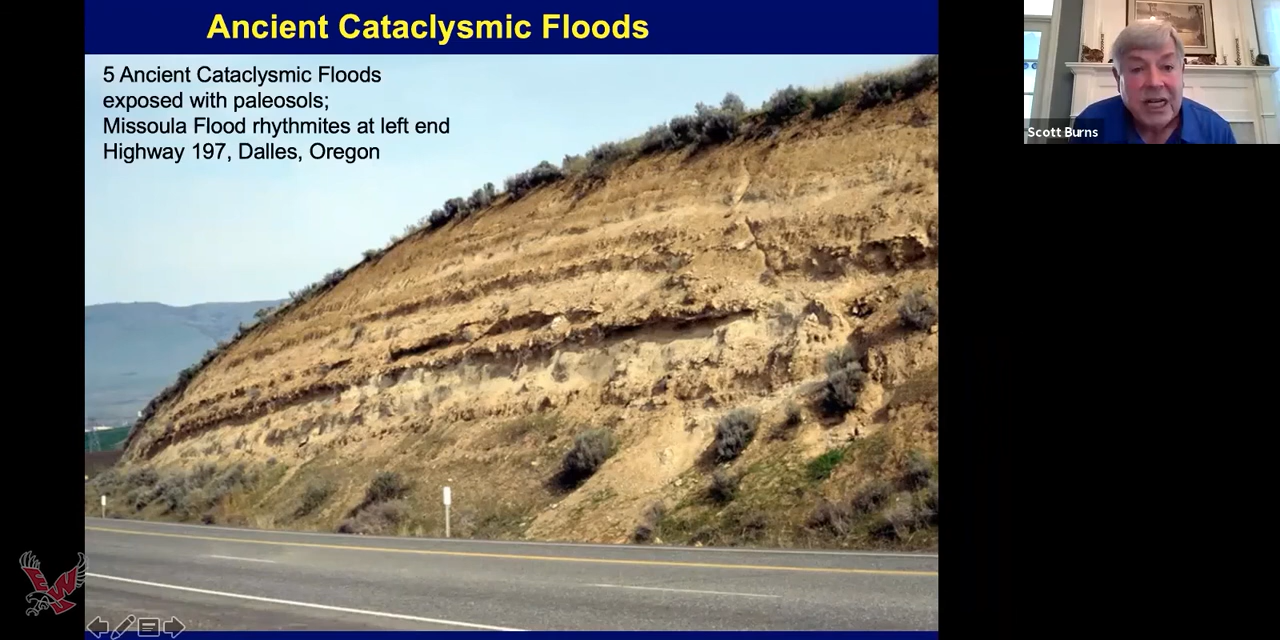 Ancient Cataclysmic Floods
5 Ancient Cataclysmic Floods
exposed with paleosols;
Missoula Flood rhythmites at left end
Highway 197, Dalles, Oregon
Scott Burns